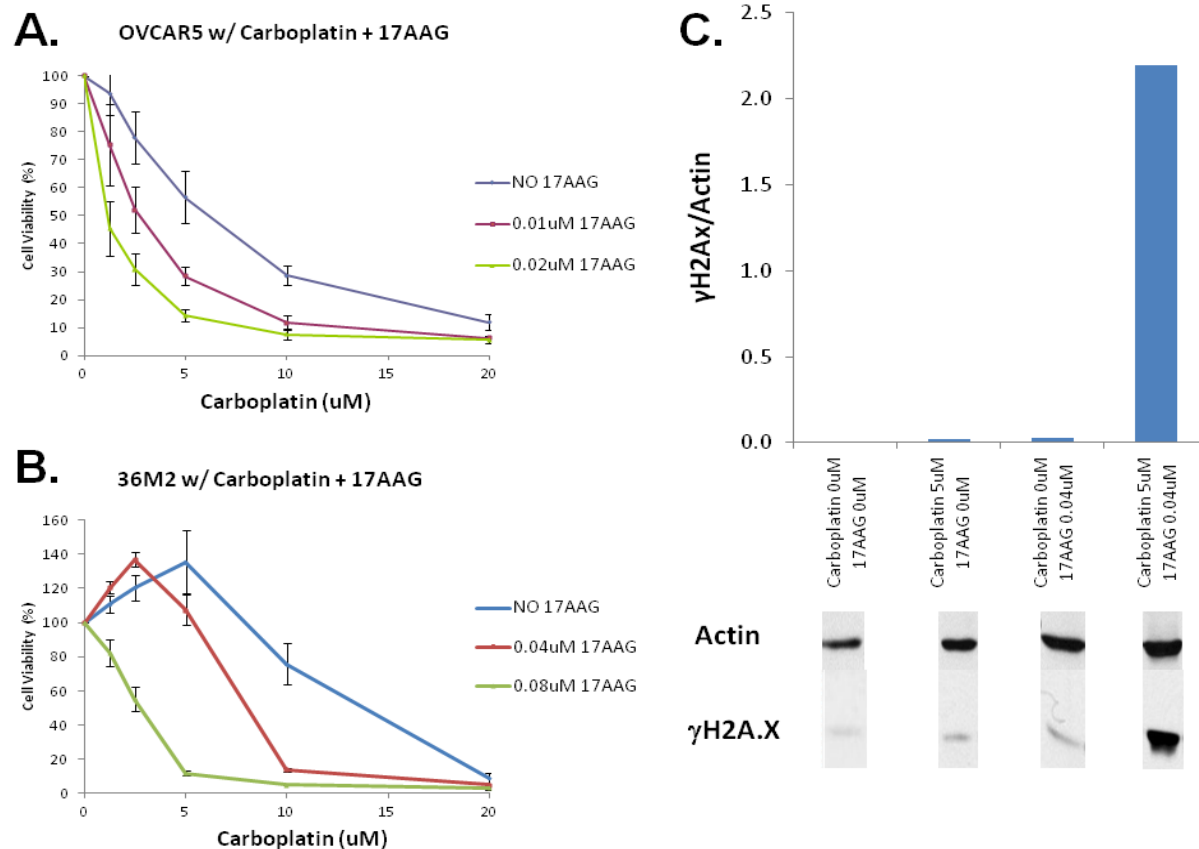 A.
OVCAR5 w/ Carboplatin + 17AAG
100
90
80
70
60
50
40
30
20
10
0
Cell Viability (%)
0
5
10
15
20
Carboplatin (uM)
NO 17AAG
0.01uM 17AAG
0.02uM 17AAG
B.
36M2 w/ Carboplatin + 17AAG
160
140
120
100
80
60
40
20
0
Cell Viability (%)
0
5
10
15
20
Carboplatin (uM)
NO 17AAG
0.04uM 17AAG
0.08uM 17AAG
C.
2.5
2.0
1.5
1.0
0.5
0.0
γH2Ax/Actin
Carboplatin 0uM
17AAG 0uM
Carboplatin 5uM
17AAG 0uM
Carboplatin 0uM
17AAG 0.04uM
Carboplatin 5uM
17AAG 0.04uM
Actin
γH2A.X